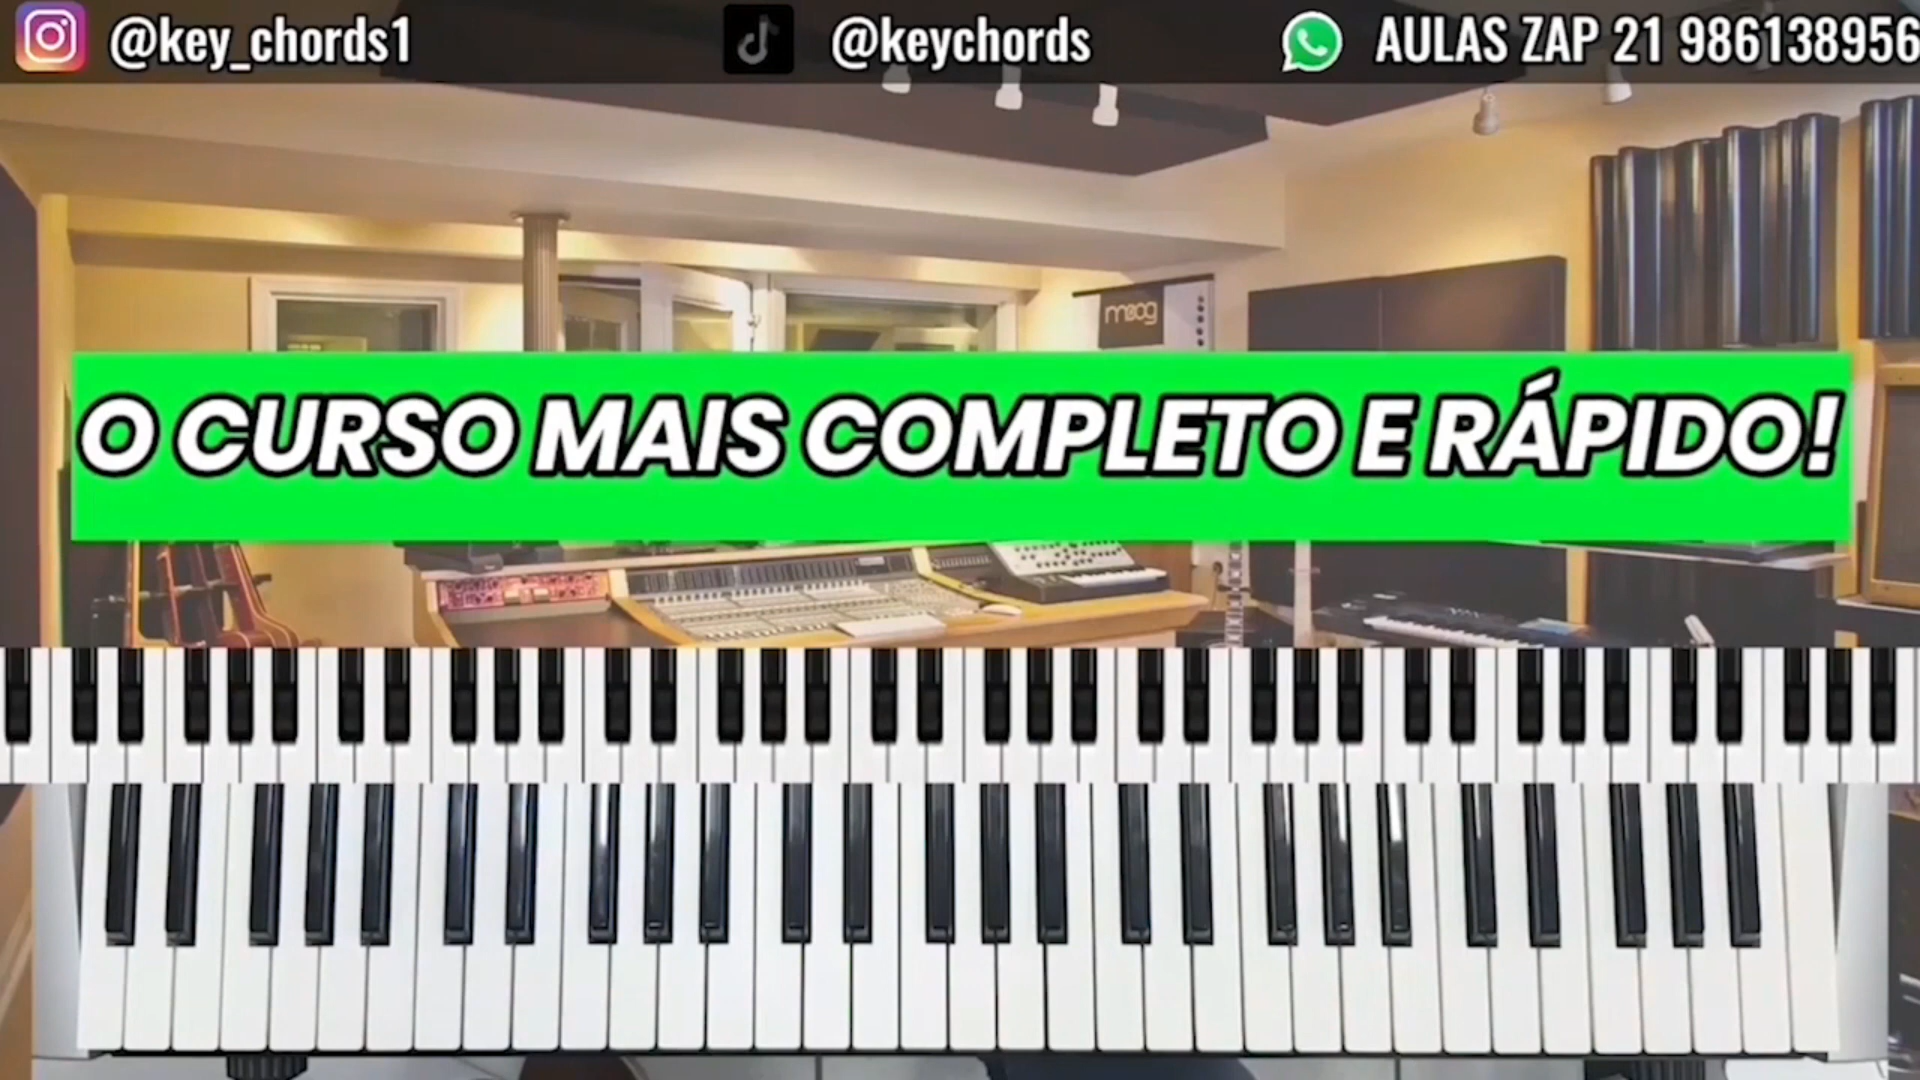 @key_chords1
@keychords
AULAS ZAP 21 986138956
moog
O CURSO MAIS COMPLETO E RÁPIDO!